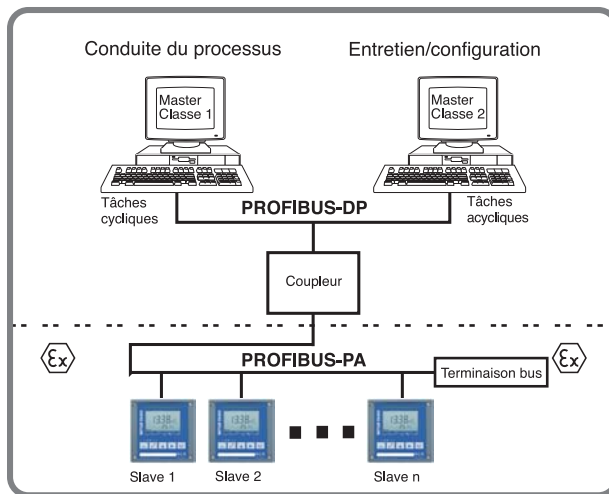 Conduite du processus
Entretien/configuration
Master
Classe 1
Master
Classe 2
Tâches
cycliques
PROFIBUS-DP
Tâches
acycliques
Coupleur
Ex
PROFIBUS-PA
Ex
Terminaison bus
Slave 1
Slave 2
Slave n